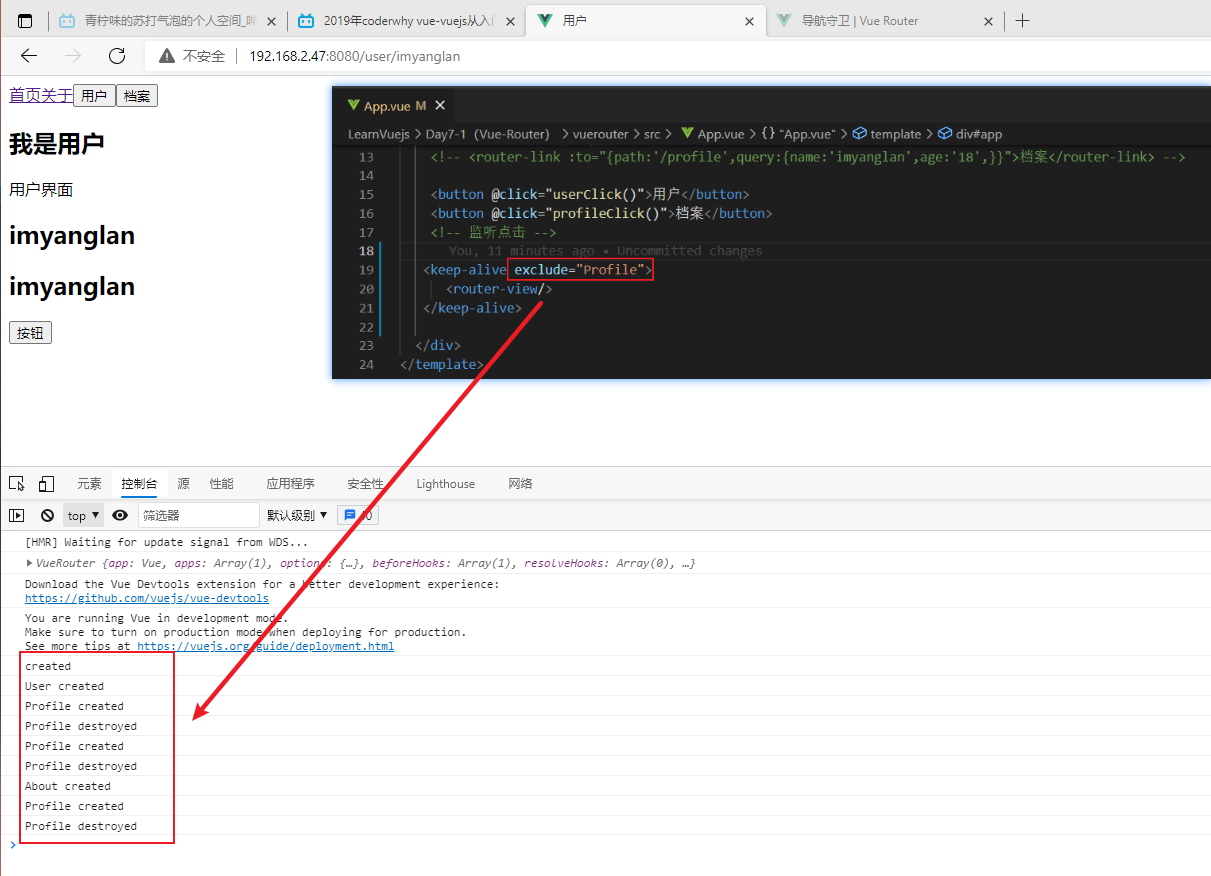 青柠味的苏打气泡的个人空间_哔
2019年coderwhy vue-vuejs从入门
用户
导航守卫 | Vue Router
不安全
192.168.2.47:8080/user/imyanglan
首页关于 用户 档案
我是用户
用户界面
imyanglan
imyanglan
按钮
App.vue M
LearnVuejs > Day7-1 (Vue-Router) > vuerouter > src > App.vue > {} "App.vue" > template > div#app
13 <!-- <router-link :to="{path:'/profile',query:{name:'imyanglan',age:'18',}}">档案</router-link> -->
14
15 <button @click="userClick()">用户</button>
16 <button @click="profileClick()">档案</button>
17 <!-- 监听点击 -->
18 You, 11 minutes ago • Uncommitted changes
19 <keep-alive exclude="Profile">
20 <router-view/>
21 </keep-alive>
22
23 </div>
24 </template>
元素 控制台 源 性能 应用程序 安全性 Lighthouse 网络
top ▼ 筛选器 默认级别 ▼
[HMR] Waiting for update signal from WDS...
▶VueRouter {app: Vue, apps: Array(1), options: {…}, beforeHooks: Array(1), resolveHooks: Array(0), …}
Download the Vue Devtools extension for a better development experience:
https://github.com/vuejs/vue-devtools
You are running Vue in development mode.
Make sure to turn on production mode when deploying for production.
See more tips at https://vuejs.org/guide/deployment.html
created
User created
Profile created
Profile destroyed
Profile created
Profile destroyed
About created
Profile created
Profile destroyed